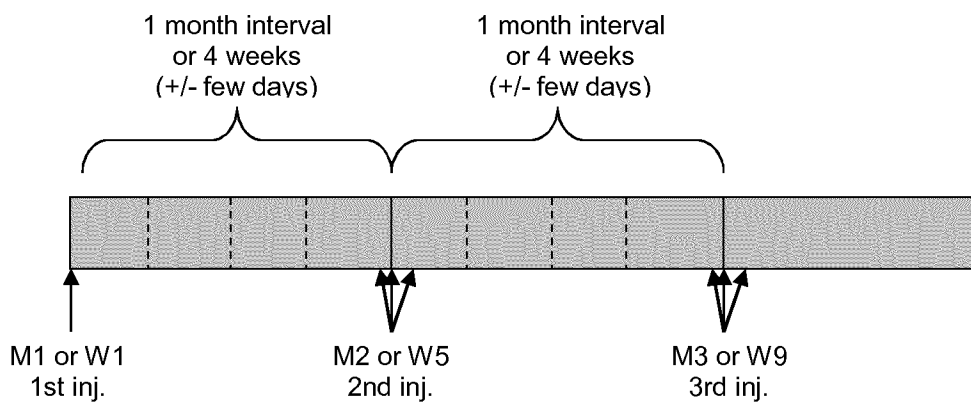 1 month interval
or 4 weeks
(+/- few days)
1 month interval
or 4 weeks
(+/- few days)
M1 or W1
1st inj.
M2 or W5
2nd inj.
M3 or W9
3rd inj.